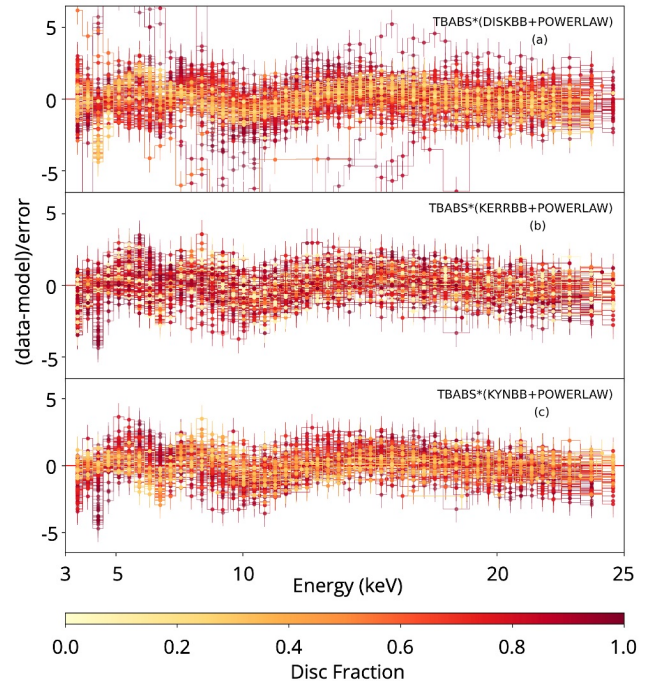 TBABS*(DISKBB+POWERLAW)
(a)
5
0
-5
TBABS*(KERRBB+POWERLAW)
(b)
5
0
-5
(data-model)/error
TBABS*(KYNBB+POWERLAW)
(c)
5
0
-5
3 5 10 20 25
Energy (keV)
0.0 0.2 0.4 0.6 0.8 1.0
Disc Fraction